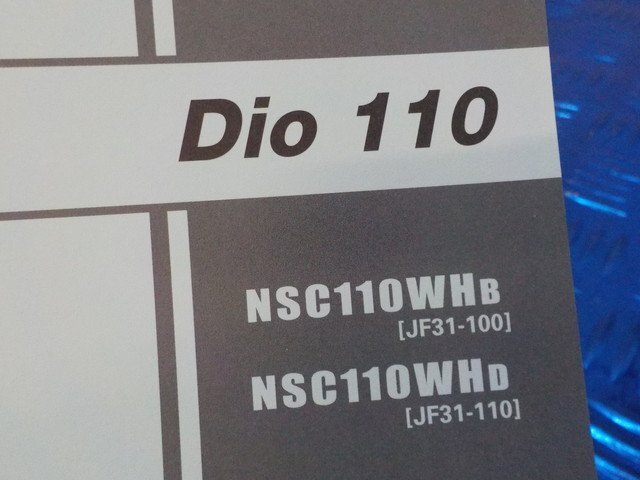 Dio 110
NSC110WHB
[JF31-100]
NSC110WHD
[JF31-110]